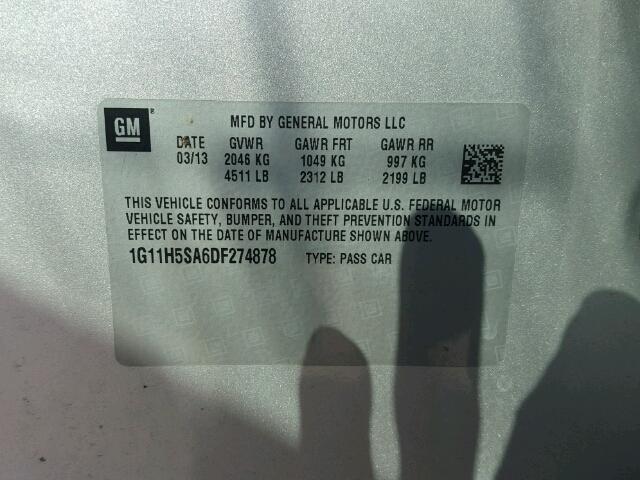 GM
MFD BY GENERAL MOTORS LLC
DATE GVWR GAWR FRT GAWR RR
03/13 2046 KG 1049 KG 997 KG
4511 LB 2312 LB 2199 LB
THIS VEHICLE CONFORMS TO ALL APPLICABLE U.S. FEDERAL MOTOR
VEHICLE SAFETY, BUMPER, AND THEFT PREVENTION STANDARDS IN
EFFECT ON THE DATE OF MANUFACTURE SHOWN ABOVE.
1G11H5SA6DF274878 TYPE: PASS CAR